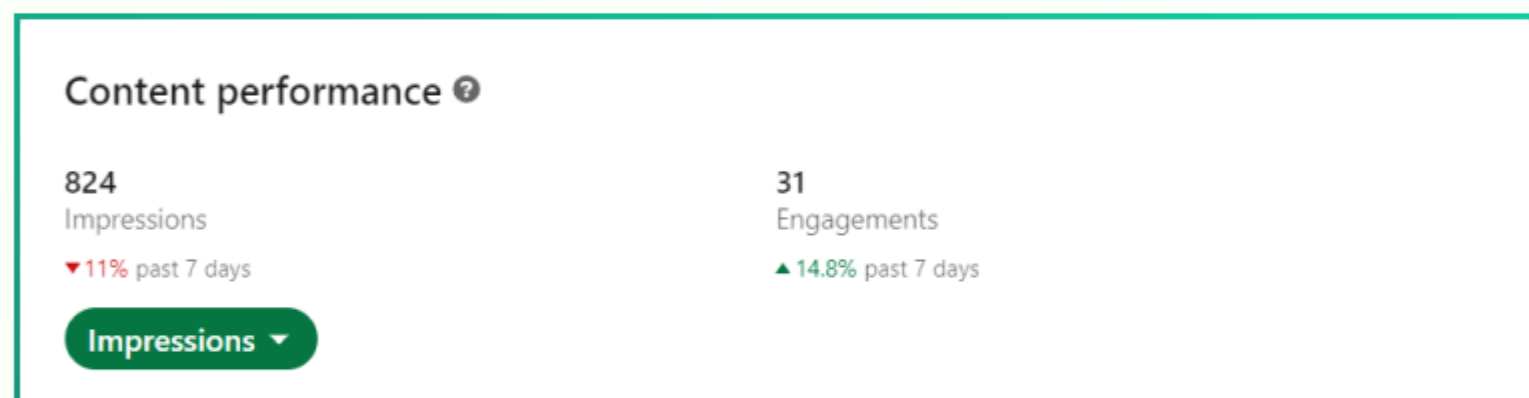 Content performance ?
824
Impressions
▼11% past 7 days
31
Engagements
▲14.8% past 7 days
Impressions